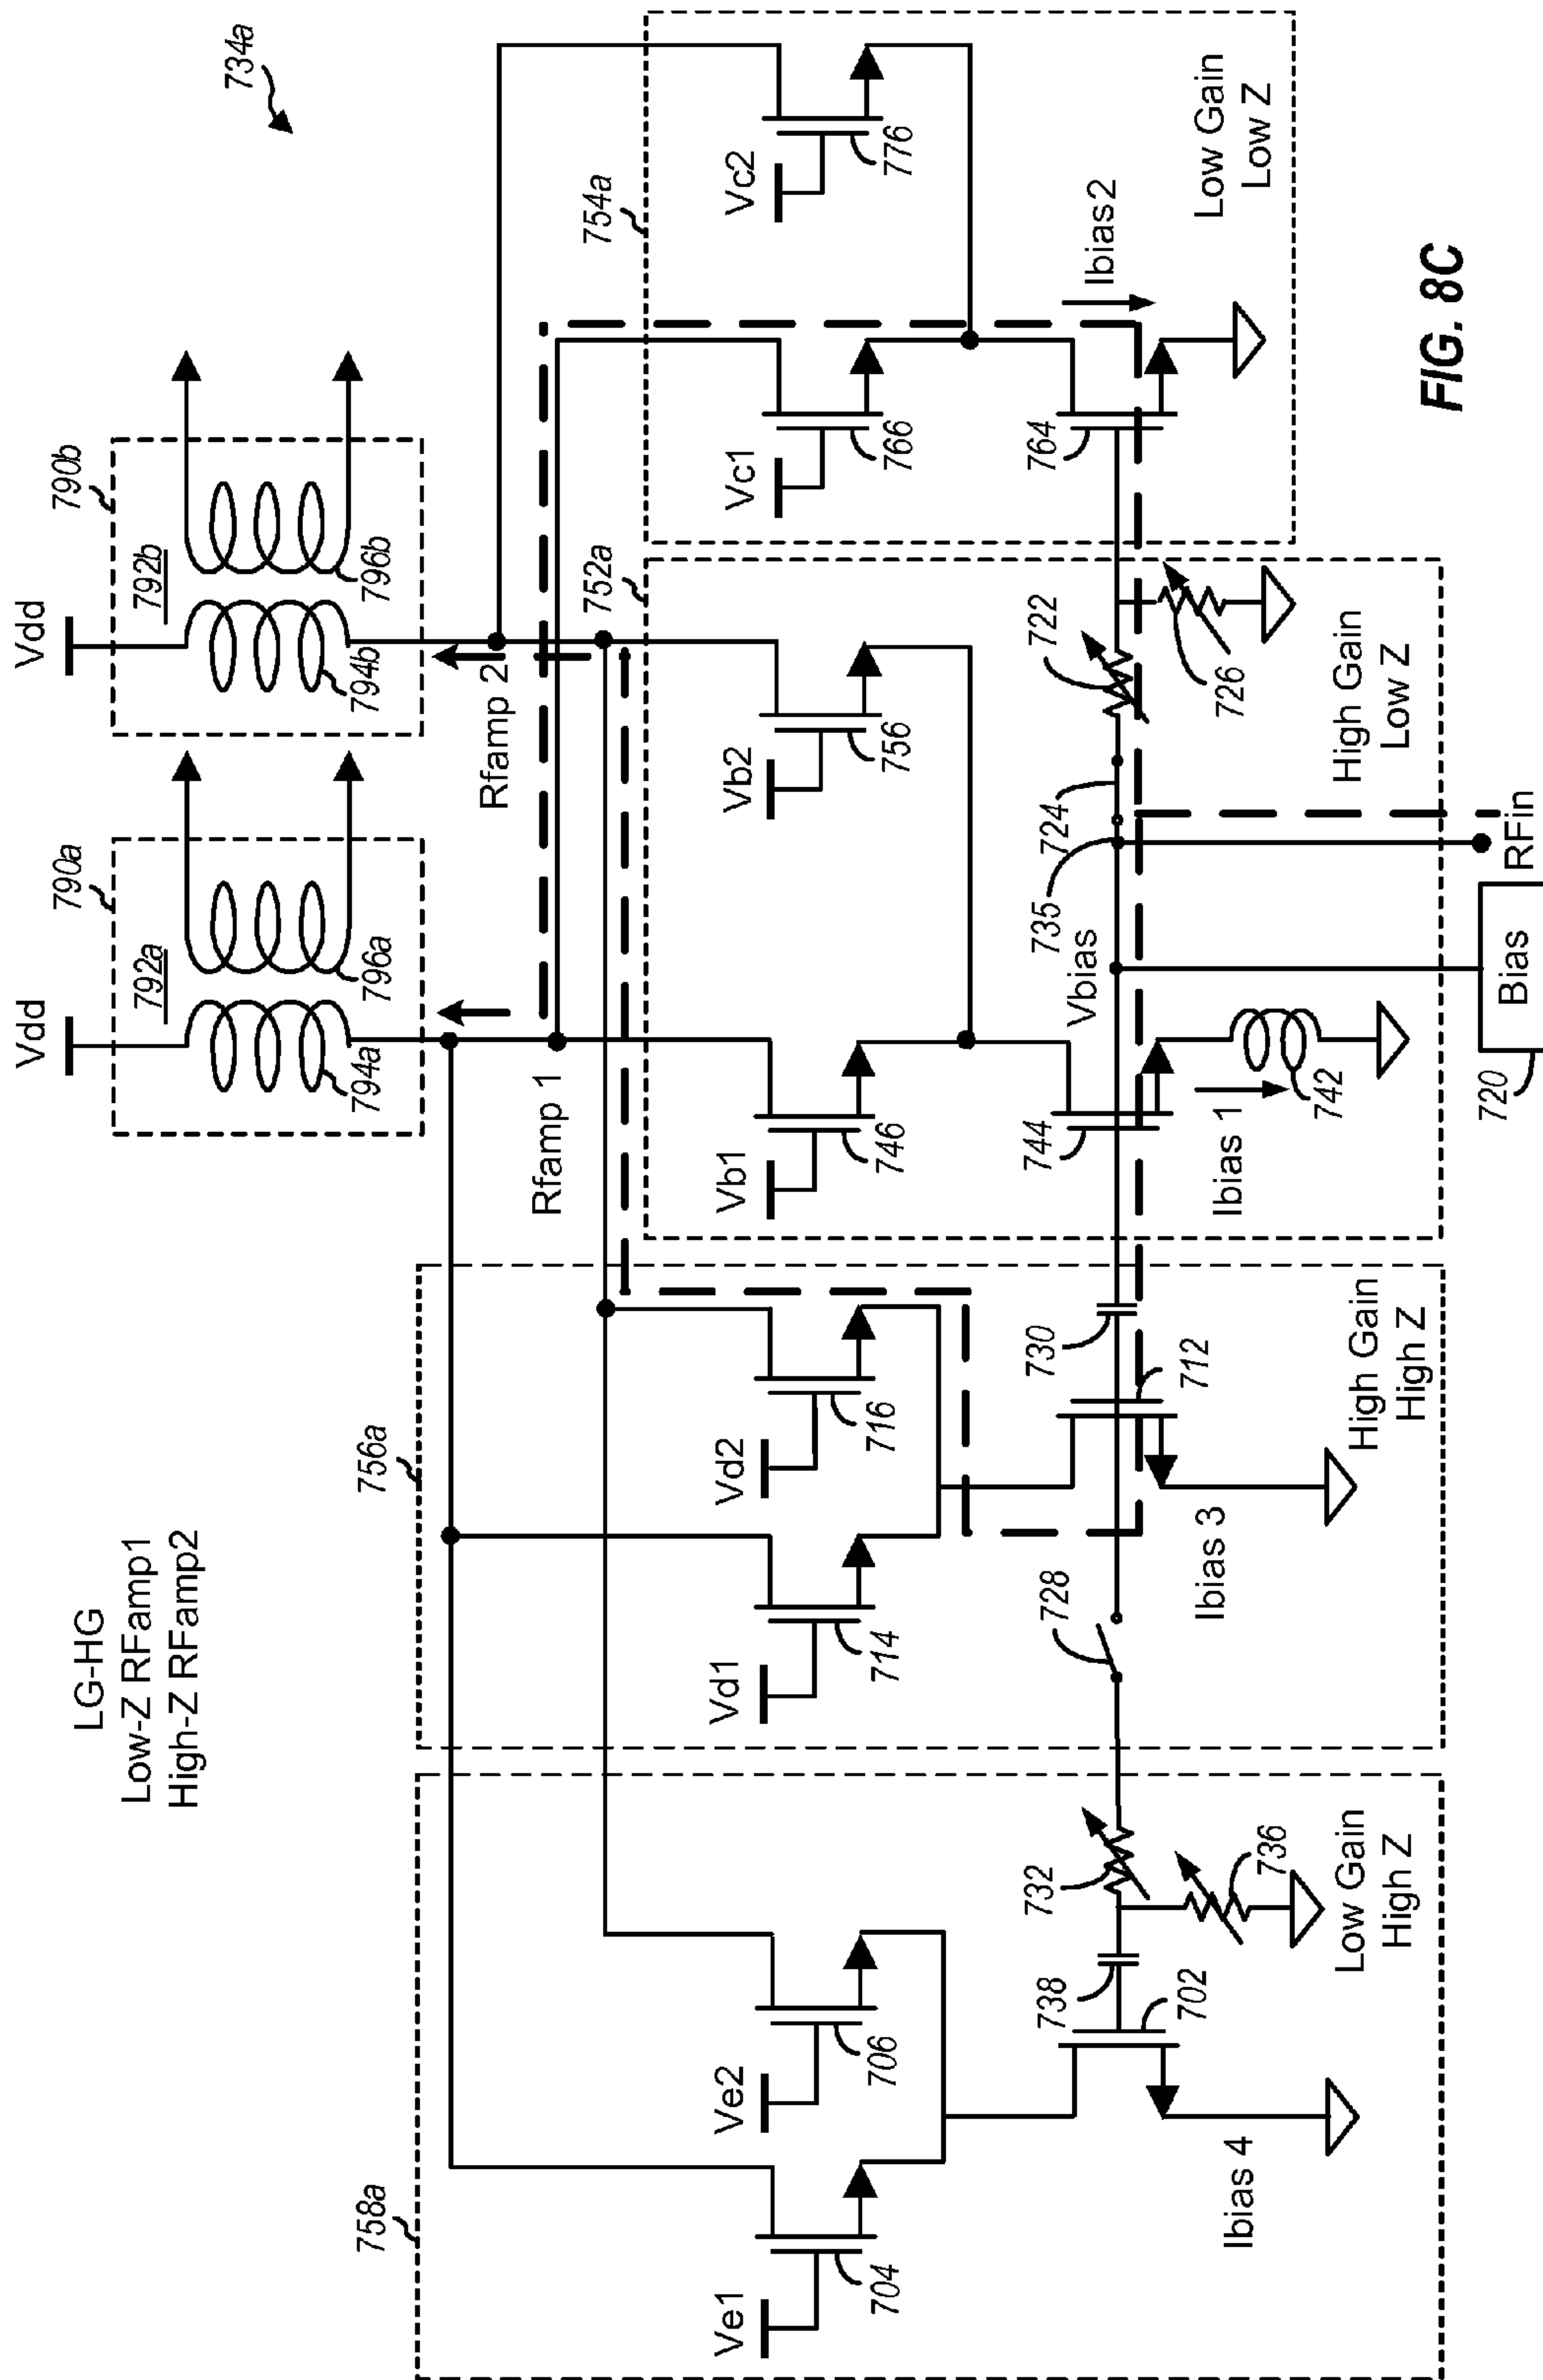 734a
LG-HG
Low-Z RFamp1
High-Z RFamp2
Vdd
790a
792a
794a
796a
Vdd
790b
792b
794b
796b
Rfamp 1
Rfamp 2
758a
Ve1
704
Ve2
706
738
732
702
736
Ibias 4
Low Gain
High Z
756a
Vd1
714
Vd2
716
728
730
712
Ibias 3
High Gain
High Z
752a
Vb1
746
Vb2
756
744
Vbias
735
724
722
726
Ibias 1
742
High Gain
Low Z
720
Bias
RFin
754a
Vc1
766
Vc2
776
764
Ibias2
Low Gain
Low Z
FIG. 8C